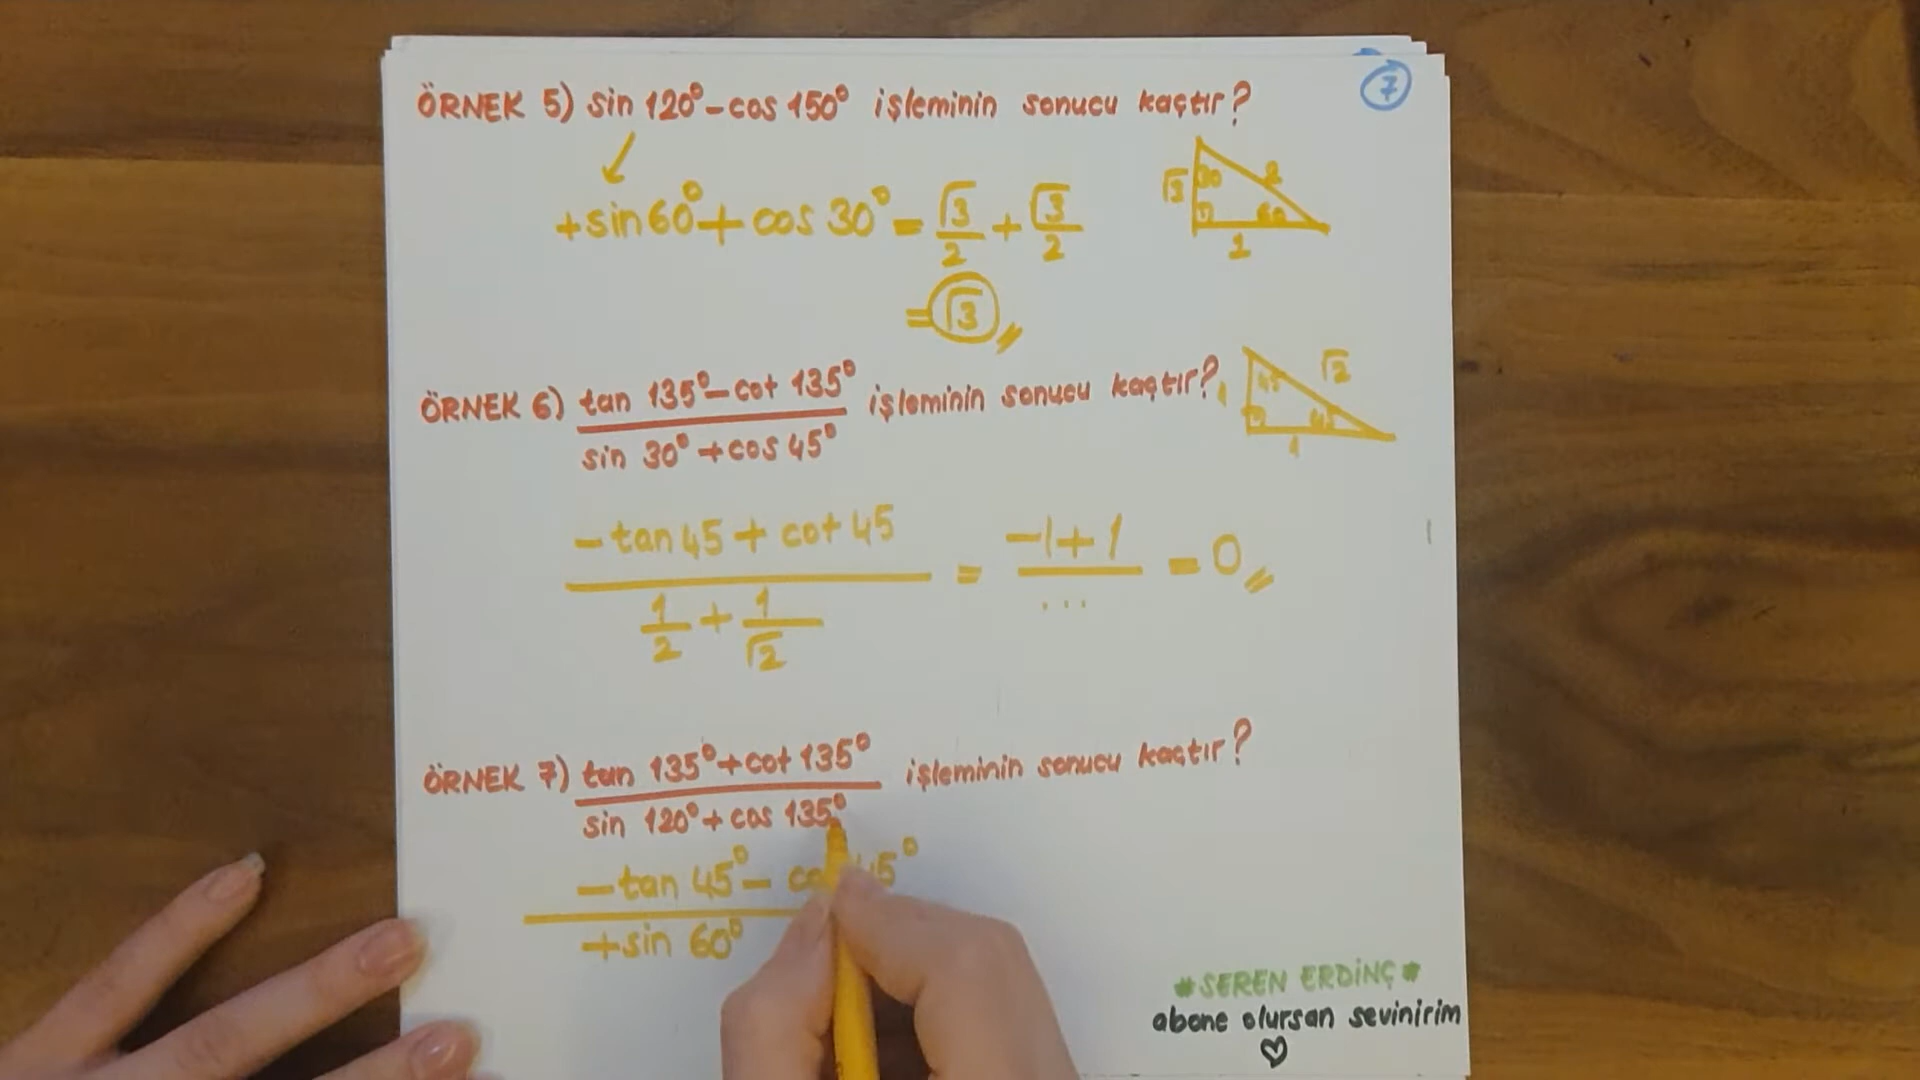 7
ÖRNEK 5) sin 120° - cos 150° işleminin sonucu kaçtır?
√3 30 2 60 1
+sin 60° + cos 30° = √3/2 + √3/2
= √3
ÖRNEK 6) tan 135° - cot 135° / sin 30° + cos 45° işleminin sonucu kaçtır?
1 45 √2 45 1
-tan 45 + cot 45 / 1/2 + 1/√2 = -1+1 / ... = 0
ÖRNEK 7) tan 135° + cot 135° / sin 120° + cos 135° işleminin sonucu kaçtır?
-tan 45° -
+sin 60°
*SEREN ERDİNÇ*
abone olursan sevinirim
♡